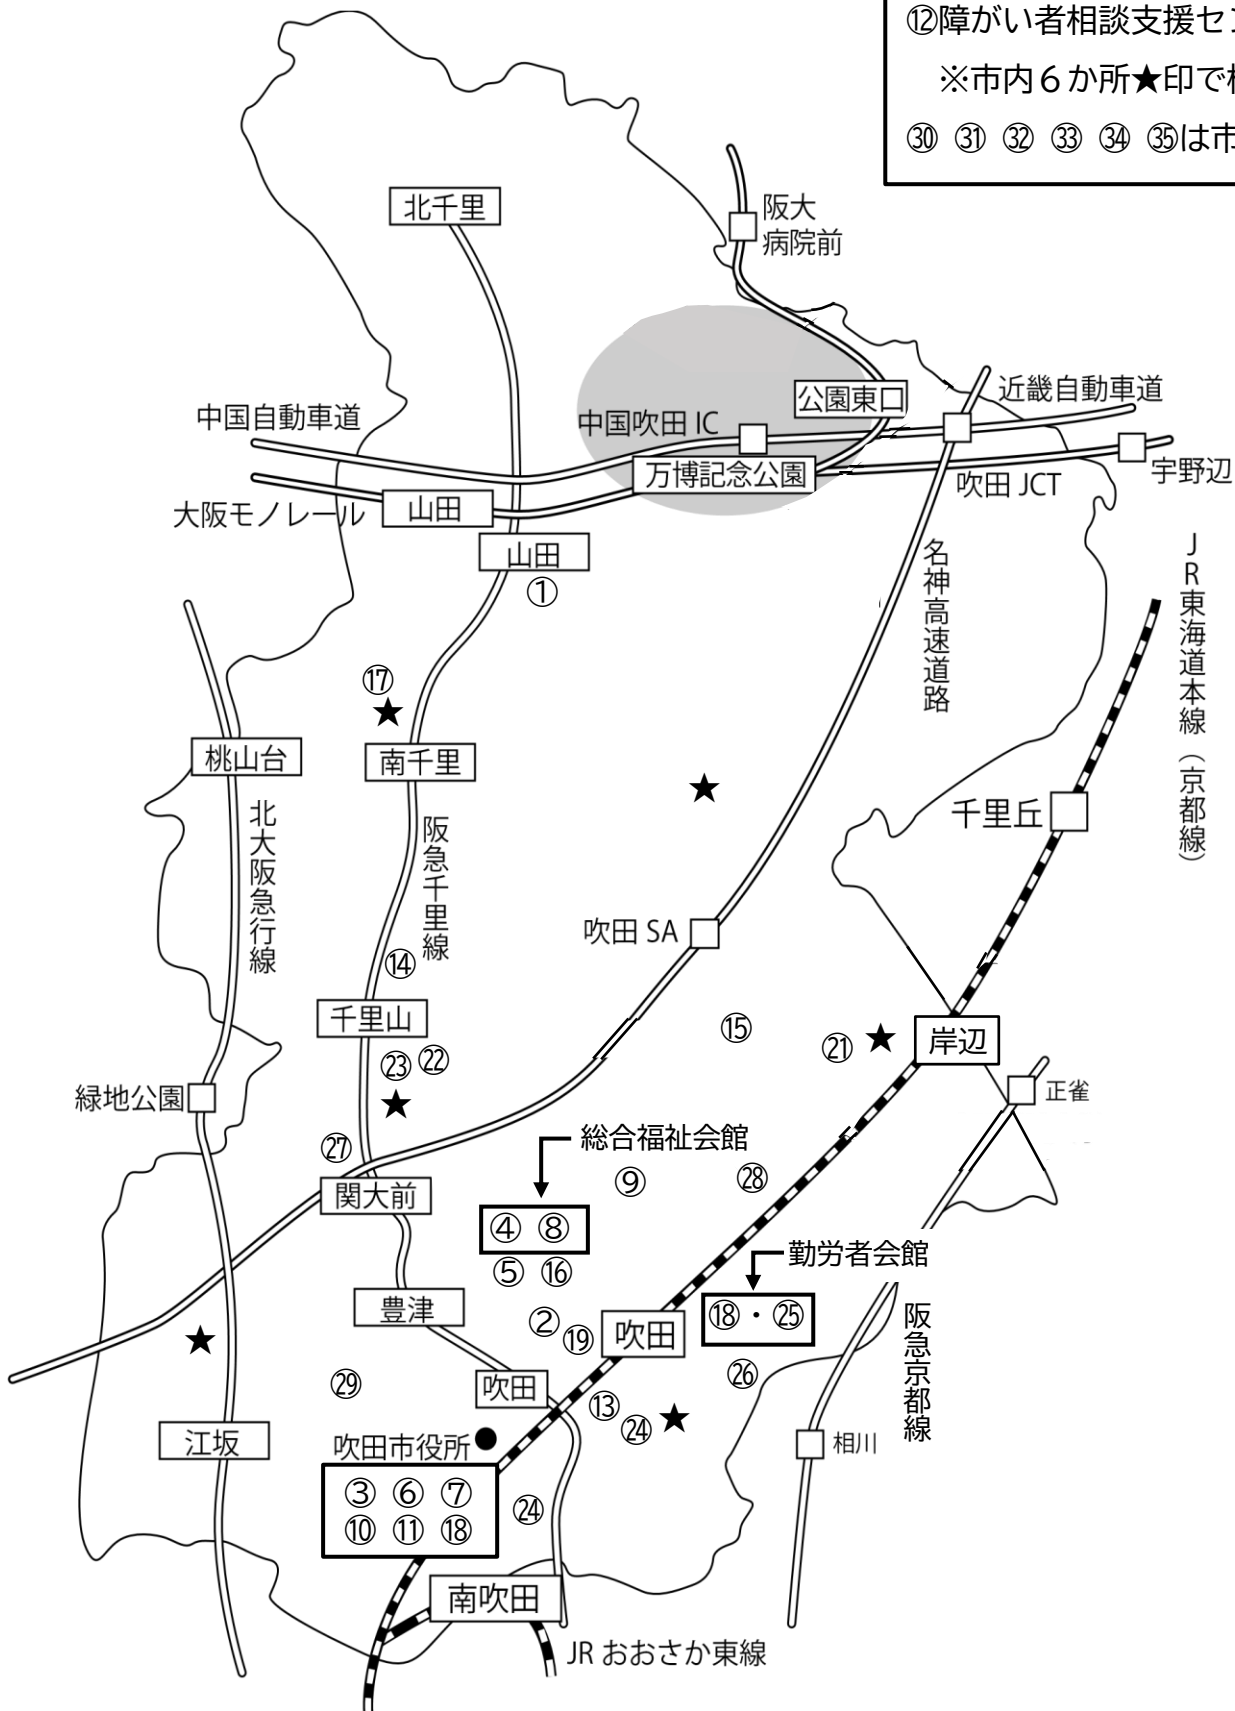 ⑫障がい者相談支援セン
※市内６か所★印で
㉚ ㉛ ㉜ ㉝ ㉞ ㉟は市
北千里
阪大
病院前
公園東口
近畿自動車道
中国自動車道
中国吹田 IC
万博記念公園
吹田 JCT
宇野辺
大阪モノレール
山田
山田
①
名神高速道路
JR東海道本線（京都線）
⑰
★
桃山台
南千里
★
北大阪急行線
阪急千里線
千里丘
吹田 SA
⑭
千里山
⑮
㉑
★
岸辺
㉓
㉒
★
緑地公園
正雀
㉗
総合福祉会館
⑨
㉘
関大前
④ ⑧
⑤ ⑯
勤労者会館
⑱・㉕
豊津
②
⑲
吹田
★
阪急京都線
㉖
㉙
吹田
⑬
㉔
★
江坂
吹田市役所
相川
③ ⑥ ⑦
⑩ ⑪ ⑱
㉔
南吹田
JR おおさか東線